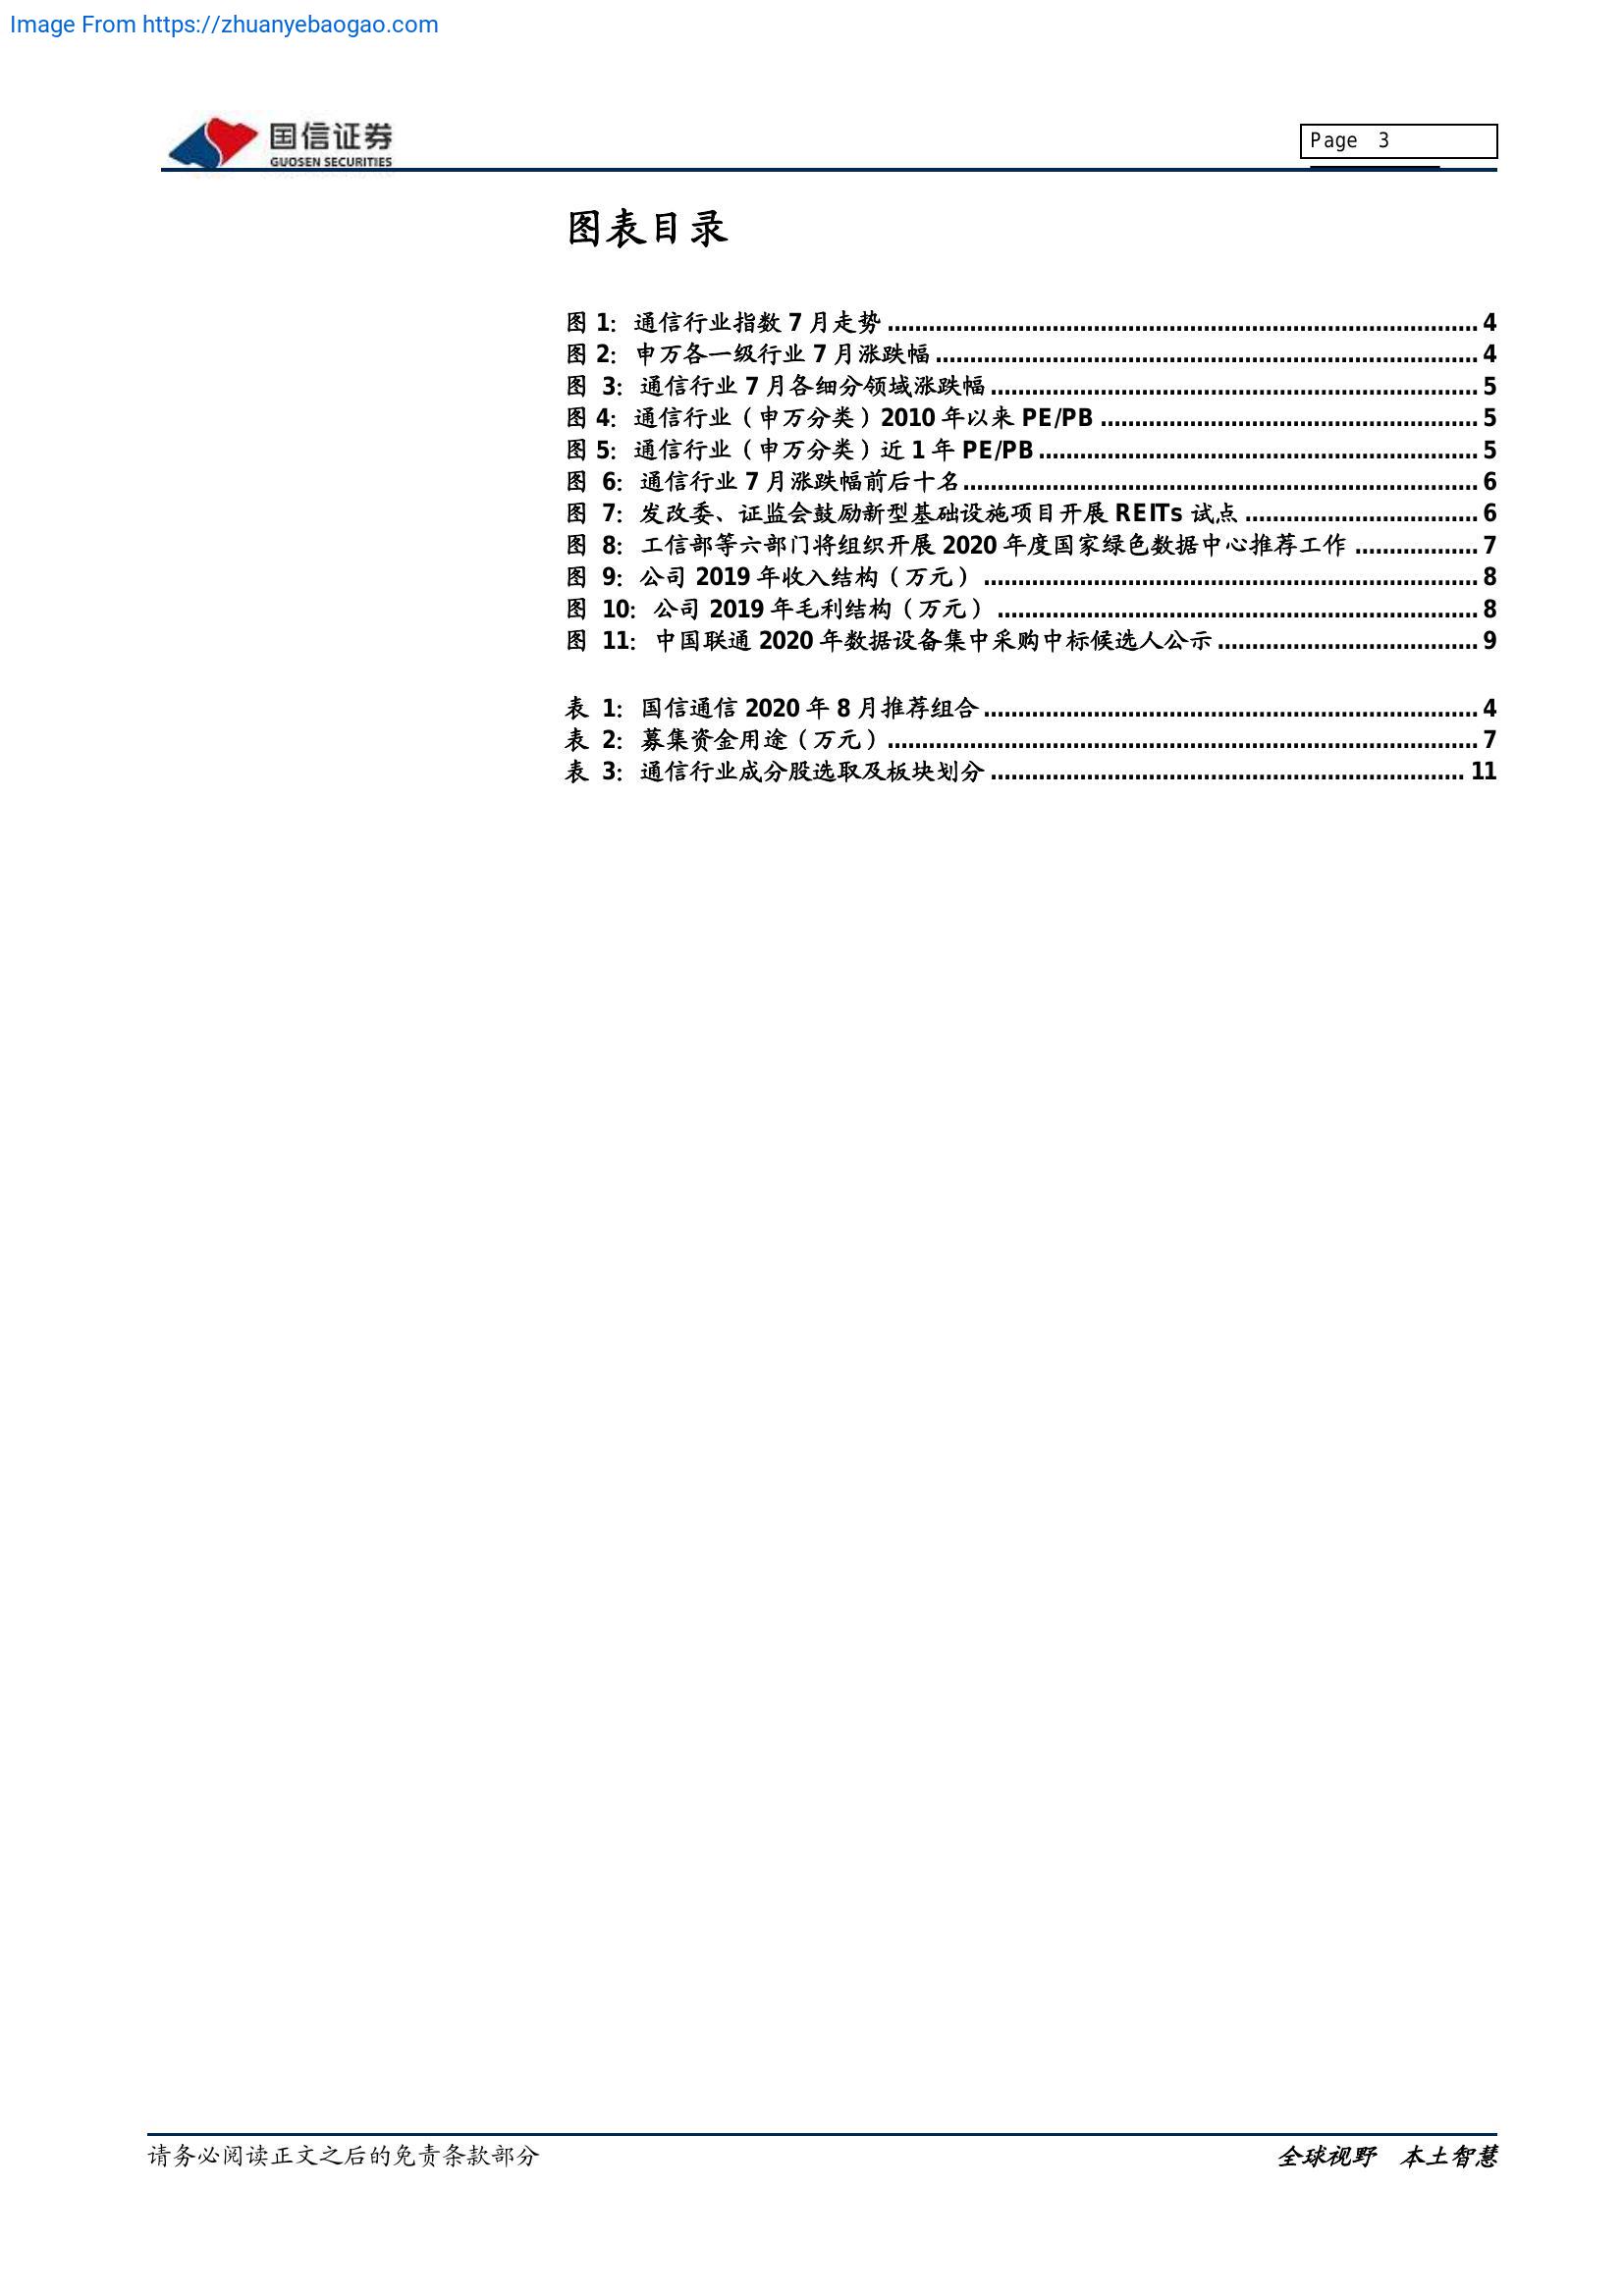 Image From https://zhuanyebaogao.com
国信证券
GUOSEN SECURITIES
Page 3
图表目录
图 1：通信行业指数 7 月走势 4
图 2：申万各一级行业 7 月涨跌幅 4
图 3：通信行业 7 月各细分领域涨跌幅 5
图 4：通信行业（申万分类）2010 年以来 PE/PB 5
图 5：通信行业（申万分类）近 1 年 PE/PB 5
图 6：通信行业 7 月涨跌幅前后十名 6
图 7：发改委、证监会鼓励新型基础设施项目开展 REITs 试点 6
图 8：工信部等六部门将组织开展 2020 年度国家绿色数据中心推荐工作 7
图 9：公司 2019 年收入结构（万元） 8
图 10：公司 2019 年毛利结构（万元） 8
图 11：中国联通 2020 年数据设备集中采购中标候选人公示 9
表 1：国信通信 2020 年 8 月推荐组合 4
表 2：募集资金用途（万元） 7
表 3：通信行业成分股选取及板块划分 11
请务必阅读正文之后的免责条款部分
全球视野 本土智慧